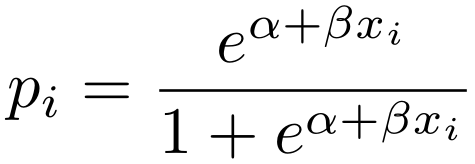 p_i = \frac{e^{\alpha+\beta x_i}}{1 + e^{\alpha+\beta x_i}}